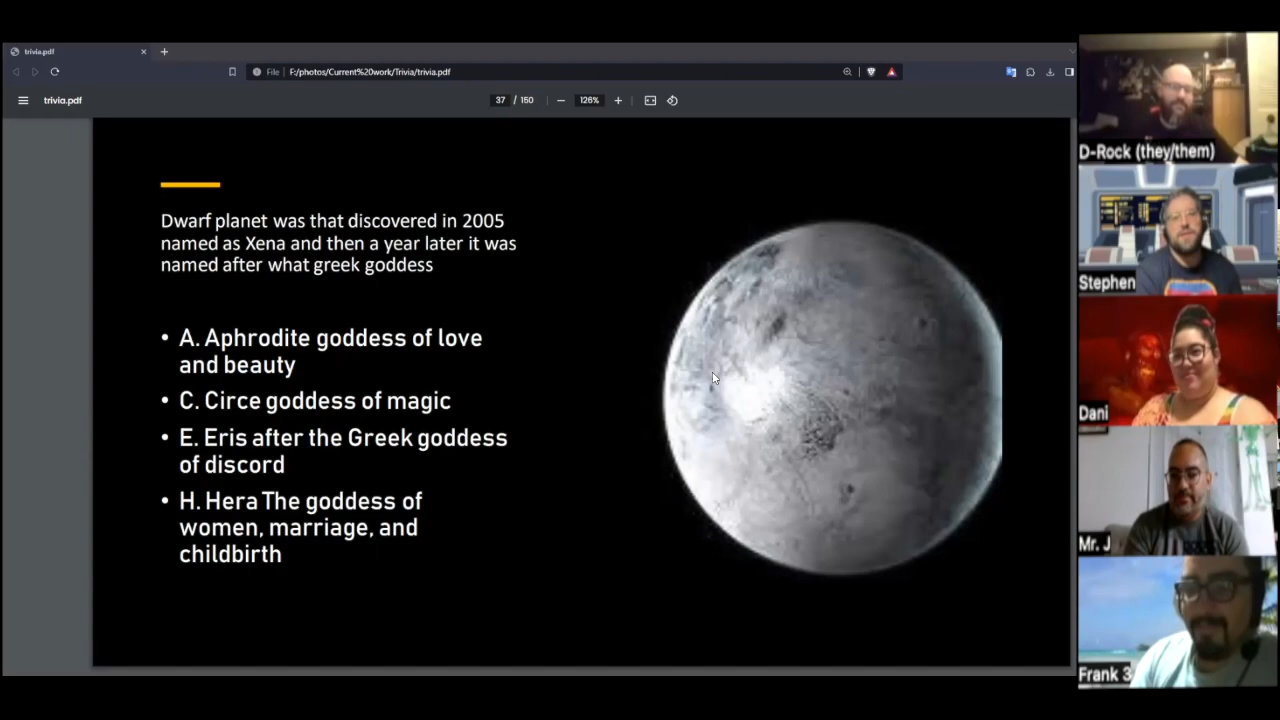 trivia.pdf
File F:/photos/Current%20work/Trivia/trivia.pdf
trivia.pdf
37 / 150
126%
Dwarf planet was that discovered in 2005
named as Xena and then a year later it was
named after what greek goddess
• A. Aphrodite goddess of love
and beauty
• C. Circe goddess of magic
• E. Eris after the Greek goddess
of discord
• H. Hera The goddess of
women, marriage, and
childbirth
D-Rock (they/them)
Stephen
Dani
Mr. J
Frank 3